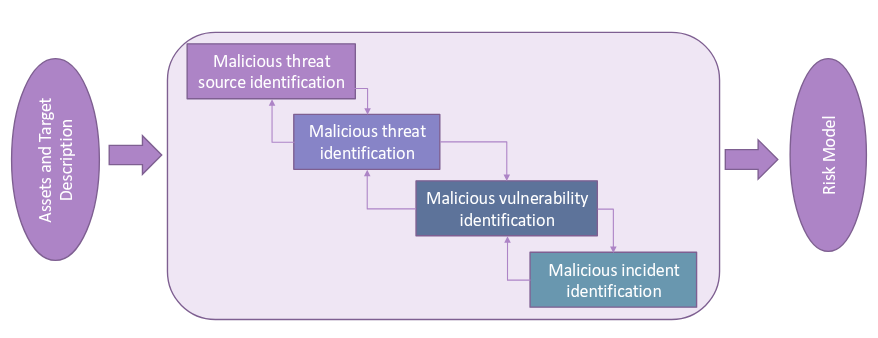 Assets and Target
Description
Malicious threat
source identification
Malicious threat
identification
Malicious vulnerability
identification
Malicious incident
identification
Risk Model